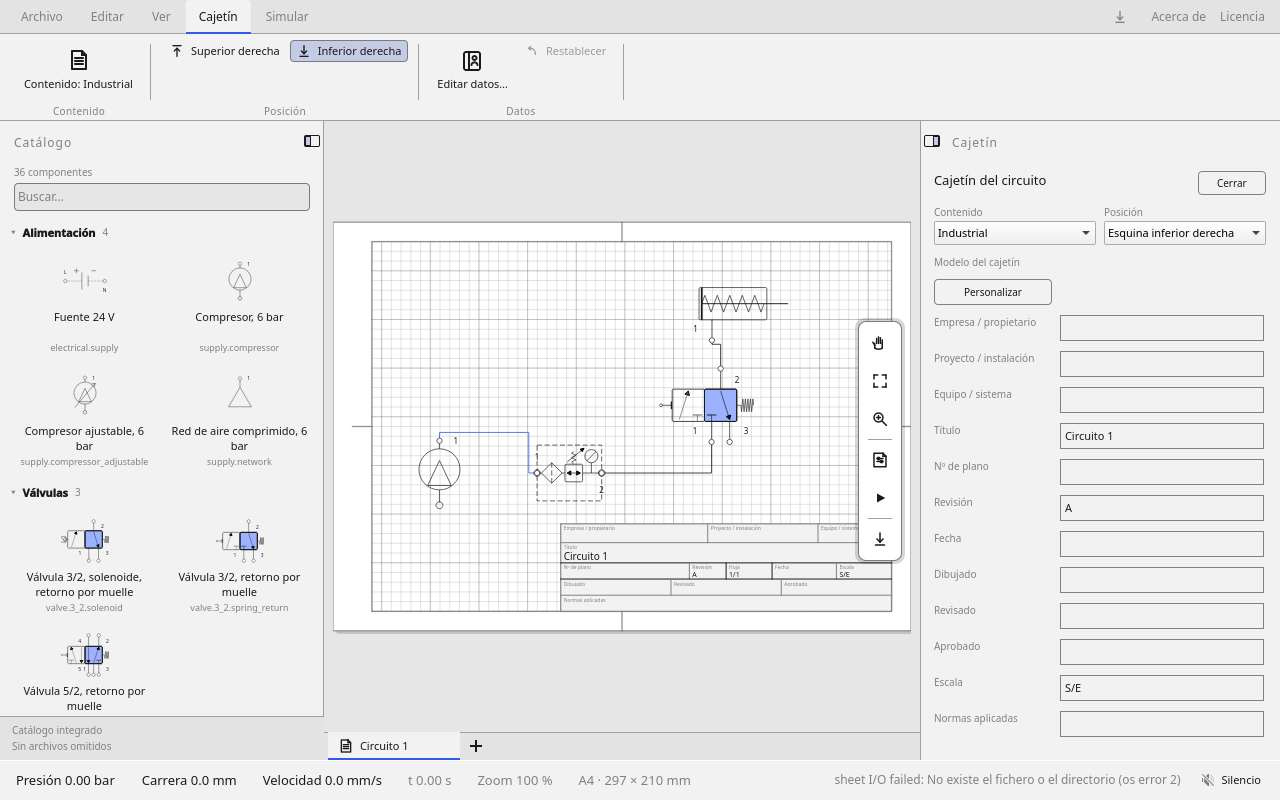 Archivo Editar Ver Cajetín Simular Acerca de Licencia
Contenido: Industrial Superior derecha Inferior derecha Editar datos... Restablecer
Contenido Posición Datos
Catálogo
36 componentes
Buscar...
Alimentación 4
Fuente 24 V
electrical.supply
Compresor, 6 bar
supply.compressor
Compresor ajustable, 6 bar
supply.compressor_adjustable
Red de aire comprimido, 6 bar
supply.network
Válvulas 3
Válvula 3/2, solenoide, retorno por muelle
valve.3_2.solenoid
Válvula 3/2, retorno por muelle
valve.3_2.spring_return
Válvula 5/2, retorno por muelle
Catálogo integrado
Sin archivos omitidos
1
2
1 3
1
2
Empresa / propietario Proyecto / instalación Equipo / sistema
Título
Circuito 1
Nº de plano Revisión Hoja Fecha Escala
A 1/1 S/E
Dibujado Revisado Aprobado
Normas aplicadas
Circuito 1
Cajetín
Cajetín del circuito Cerrar
Contenido Posición
Industrial Esquina inferior derecha
Modelo del cajetín
Personalizar
Empresa / propietario
Proyecto / instalación
Equipo / sistema
Título Circuito 1
Nº de plano
Revisión A
Fecha
Dibujado
Revisado
Aprobado
Escala S/E
Normas aplicadas
Presión 0.00 bar Carrera 0.0 mm Velocidad 0.0 mm/s t 0.00 s Zoom 100 % A4 · 297 × 210 mm sheet I/O failed: No existe el fichero o el directorio (os error 2) Silencio